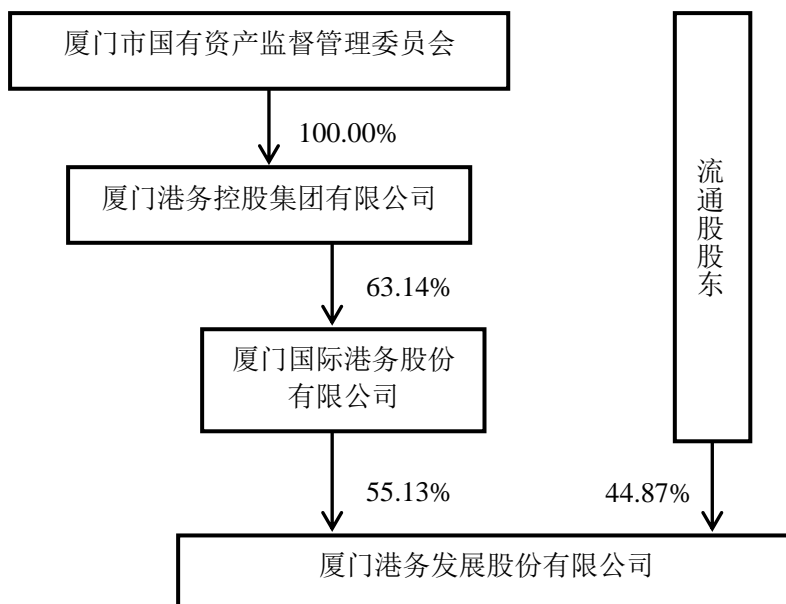 厦门市国有资产监督管理委员会
100.00%
厦门港务控股集团有限公司
流通股股东
63.14%
厦门国际港务股份
有限公司
55.13%
44.87%
厦门港务发展股份有限公司